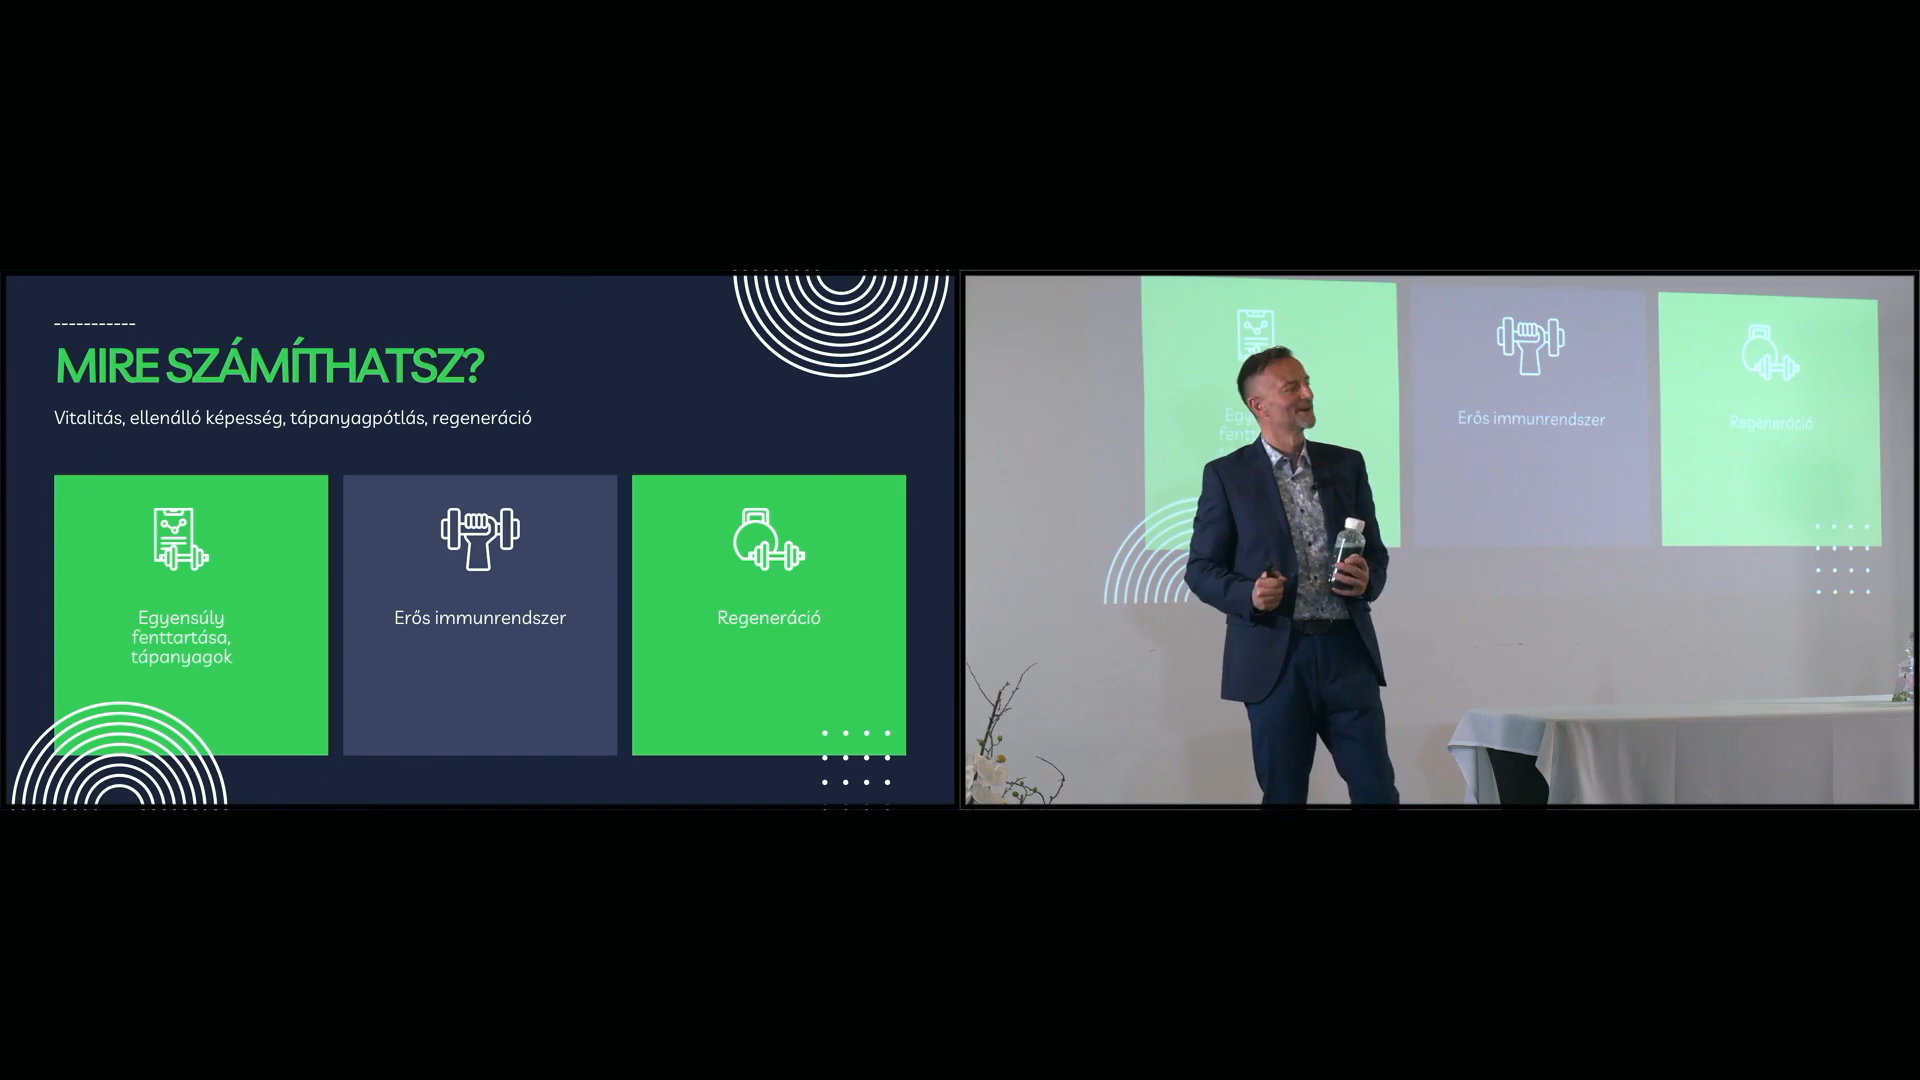 -----------
MIRE SZÁMÍTHATSZ?
Vitalitás, ellenálló képesség, tápanyagpótlás, regeneráció
Egyensúly
fenttartása,
tápanyagok
Erős immunrendszer
Regeneráció
Erős immunrendszer
Regeneráció